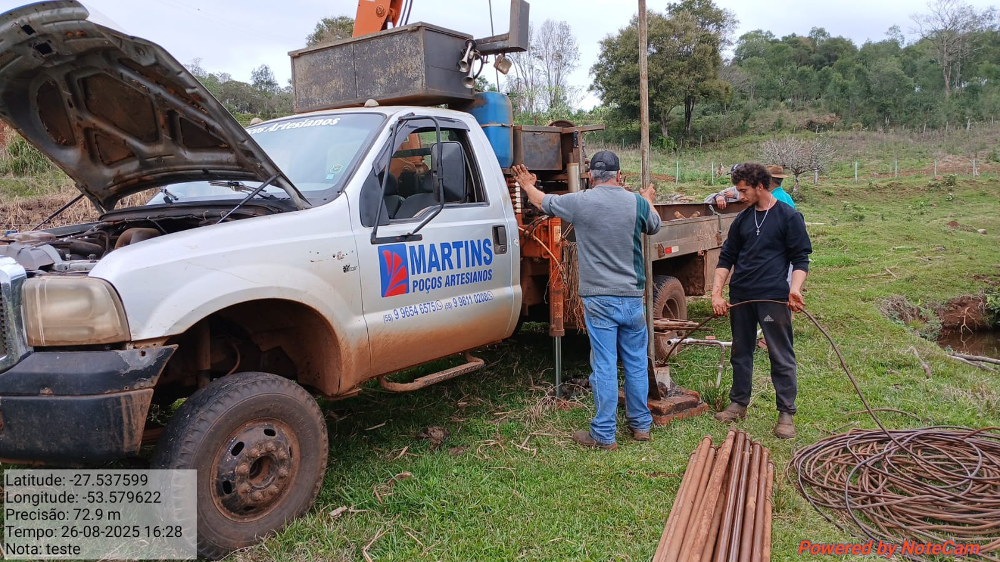 Poços Artesianos
MARTINS
POÇOS ARTESIANOS
(55) 9 9654 6575 (55) 9 9611 0208
adidas
Latitude: -27.537599
Longitude: -53.579622
Precisão: 72.9 m
Tempo: 26-08-2025 16:28
Nota: teste
Powered by NoteCam